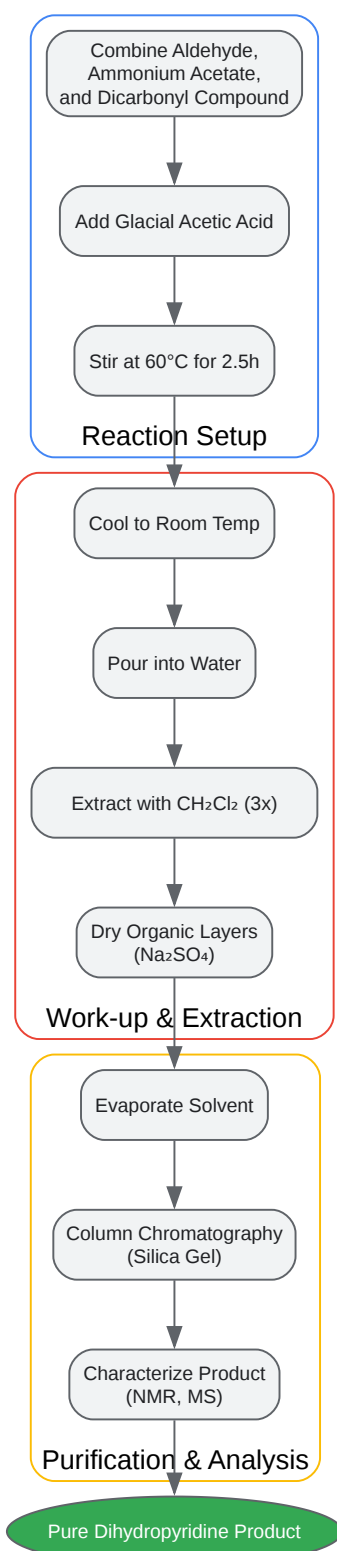 Combine Aldehyde,
Ammonium Acetate,
and Dicarbonyl Compound
Add Glacial Acetic Acid
Stir at 60°C for 2.5h
Reaction Setup
Cool to Room Temp
Pour into Water
Extract with CH₂Cl₂ (3x)
Dry Organic Layers
(Na₂SO₄)
Work-up & Extraction
Evaporate Solvent
Column Chromatography
(Silica Gel)
Characterize Product
(NMR, MS)
Purification & Analysis
Pure Dihydropyridine Product